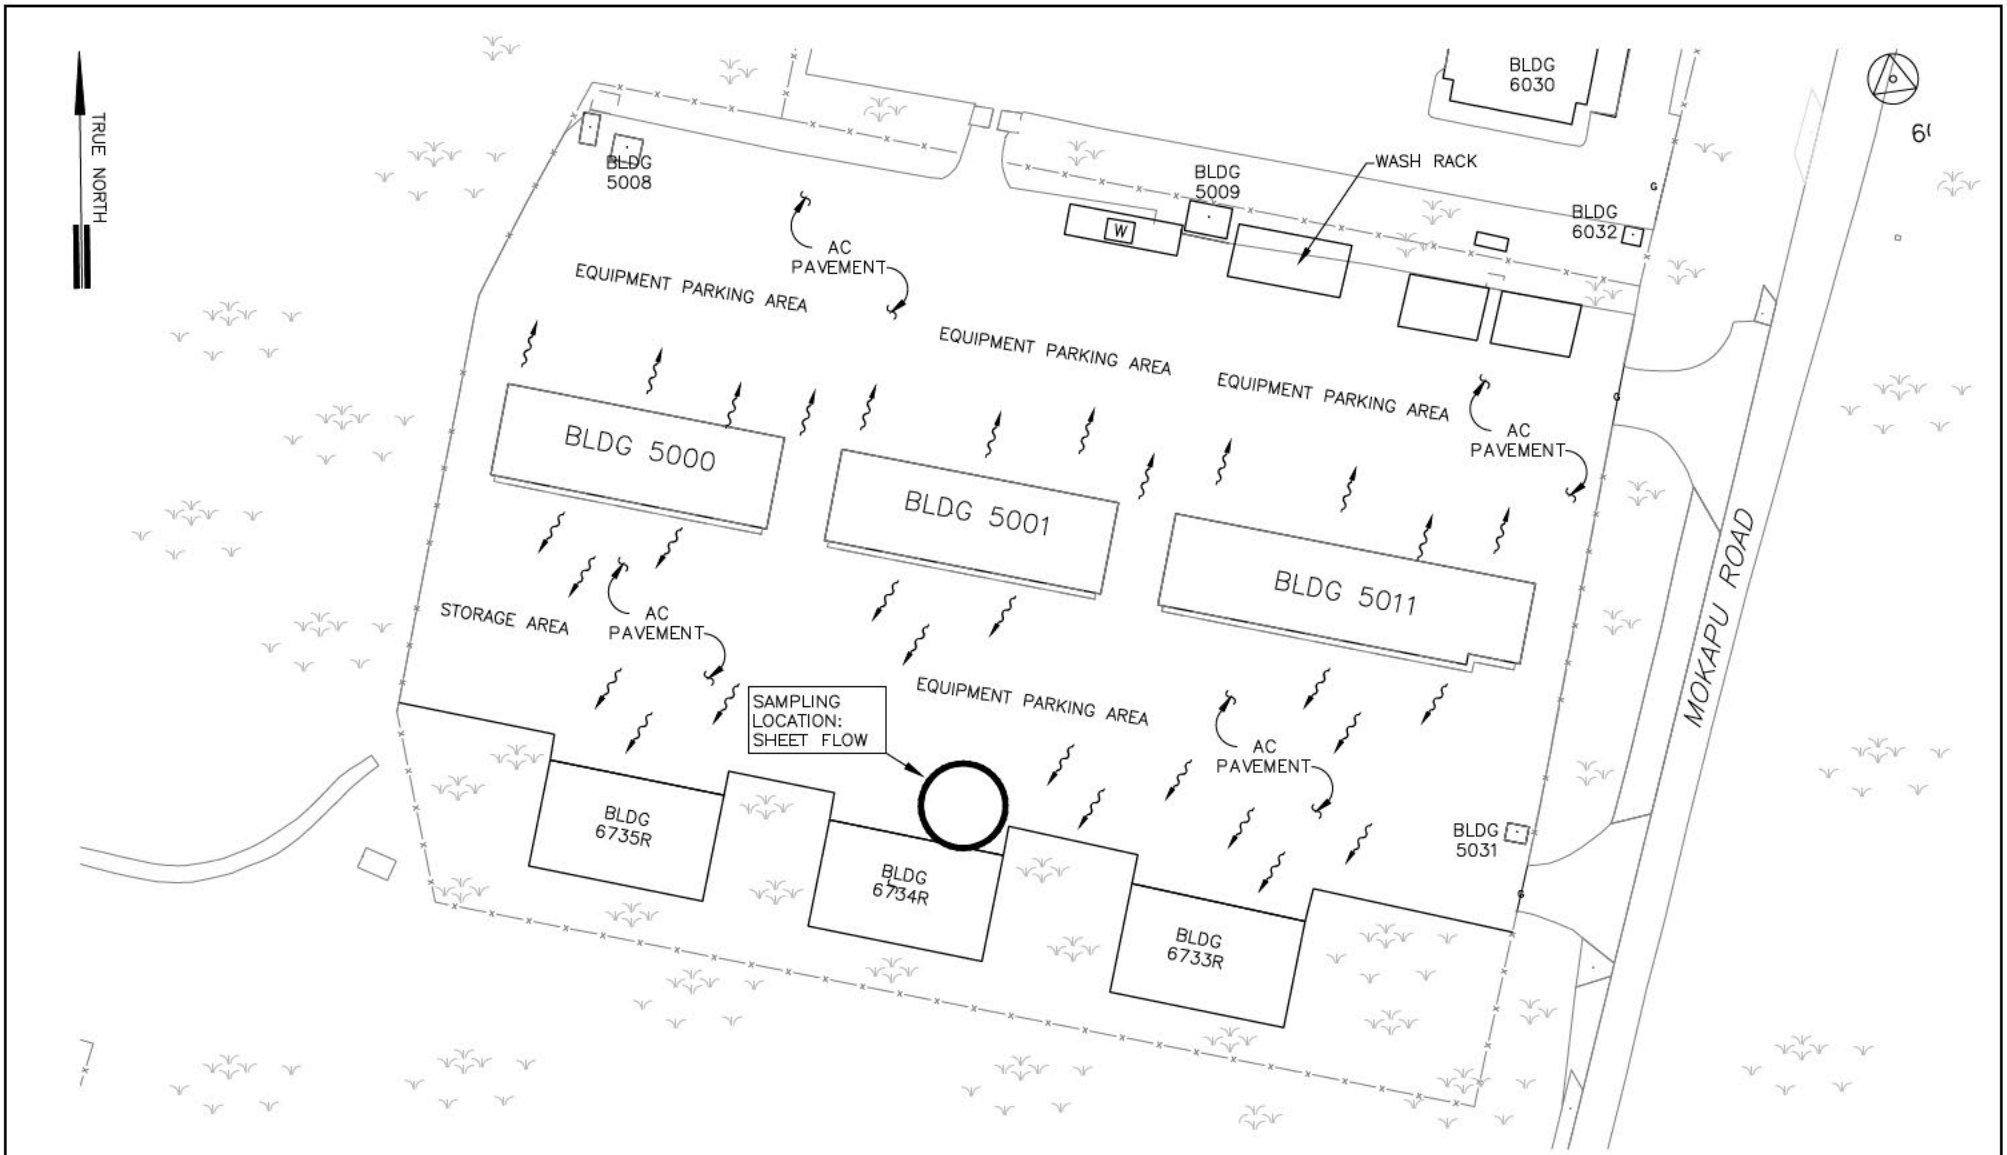 TRUE NORTH
BLDG
6030
6(
WASH RACK
BLDG
5008
BLDG
5009
BLDG
6032
G
W
AC
PAVEMENT
EQUIPMENT PARKING AREA
EQUIPMENT PARKING AREA
EQUIPMENT PARKING AREA
G
AC
PAVEMENT
BLDG 5000
BLDG 5001
BLDG 5011
MOKAPU ROAD
STORAGE AREA
AC
PAVEMENT
EQUIPMENT PARKING AREA
SAMPLING
LOCATION:
SHEET FLOW
AC
PAVEMENT
BLDG
6735R
BLDG
6734R
BLDG
6733R
BLDG
5031
G